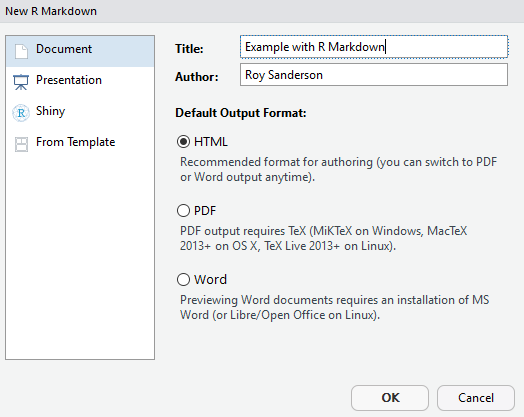 New R Markdown
Document
Presentation
Shiny
From Template
Title:
Example with R Markdown
Author:
Roy Sanderson
Default Output Format:
HTML
Recommended format for authoring (you can switch to PDF
or Word output anytime).
PDF
PDF output requires TeX (MiKTeX on Windows, MacTeX
2013+ on OS X, TeX Live 2013+ on Linux).
Word
Previewing Word documents requires an installation of MS
Word (or Libre/Open Office on Linux).
OK
Cancel